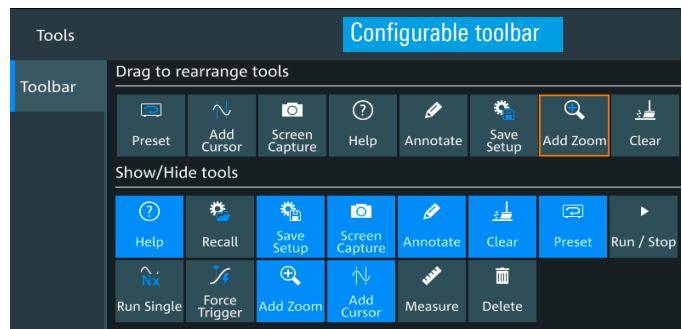 Tools
Configurable toolbar
Toolbar
Drag to rearrange tools
Preset
Add
Cursor
Screen
Capture
Help
Annotate
Save
Setup
Add Zoom
Clear
Show/Hide tools
Help
Recall
Save
Setup
Screen
Capture
Annotate
Clear
Preset
Run / Stop
Nx
Run Single
Force
Trigger
Add Zoom
Add
Cursor
Measure
Delete